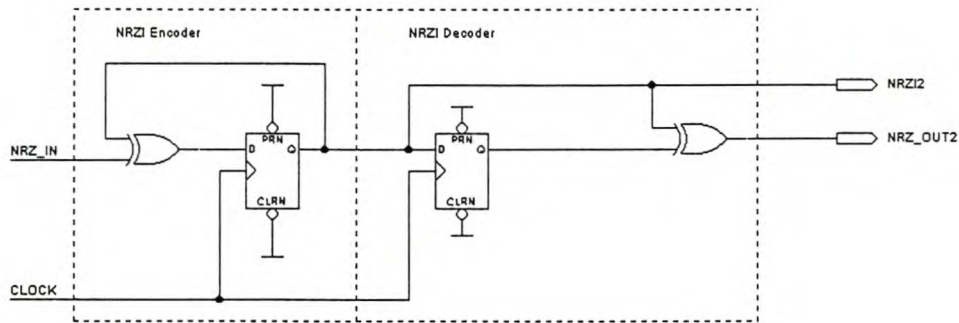 NRZI Encoder
NRZI Decoder
NRZI2
PRN
PRN
NRZ_OUT2
NRZ_IN
D
Q
D
Q
CLRN
CLRN
CLOCK